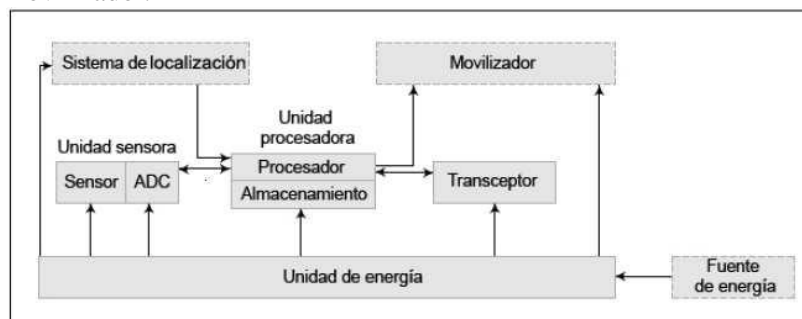 Sistema de localización
Movilizador
Unidad
procesadora
Unidad sensora
Procesador
Sensor
ADC
Almacenamiento
Transceptor
Unidad de energía
Fuente
de energía